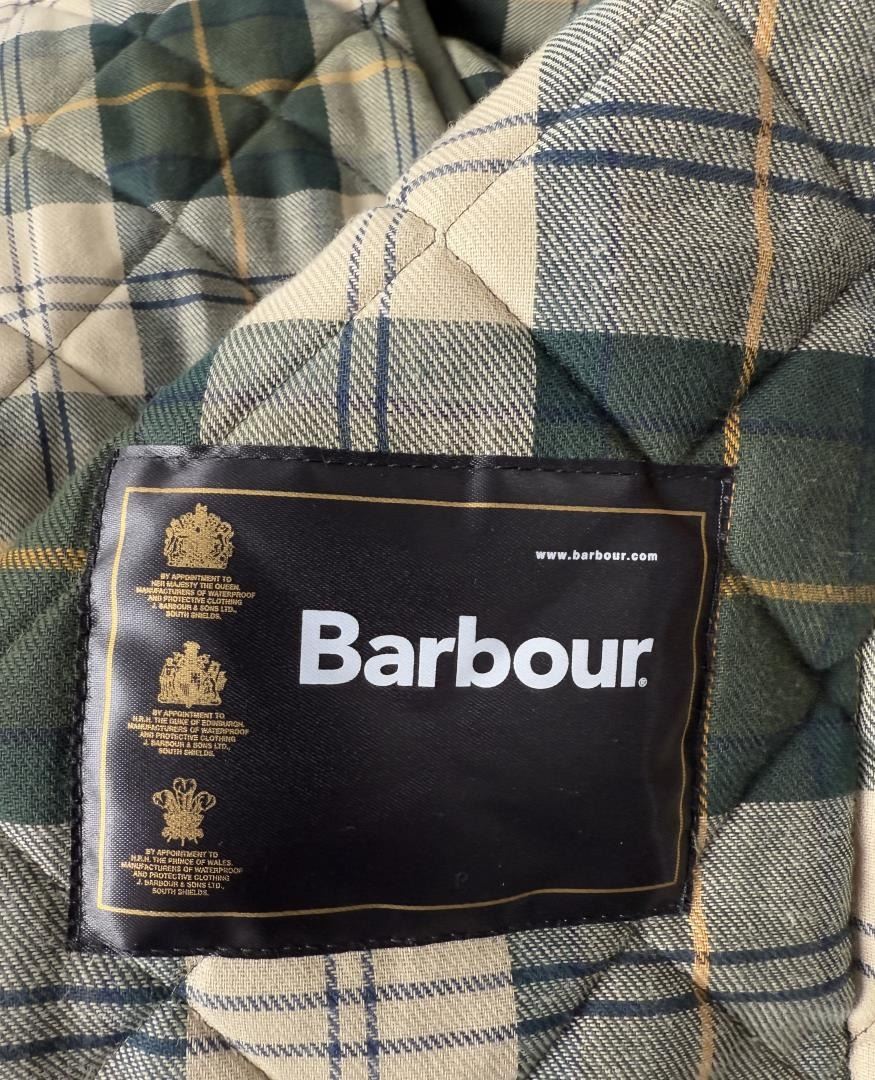 www.barbour.com
Barbour®
BY APPOINTMENT TO
HER MAJESTY THE QUEEN.
MANUFACTURERS OF WATERPROOF
AND PROTECTIVE CLOTHING
J. BARBOUR & SONS LTD.,
SOUTH SHIELDS.
BY APPOINTMENT TO
H.R.H. THE DUKE OF EDINBURGH.
MANUFACTURERS OF WATERPROOF
AND PROTECTIVE CLOTHING
J. BARBOUR & SONS LTD.,
SOUTH SHIELDS.
BY APPOINTMENT TO
H.R.H. THE PRINCE OF WALES.
MANUFACTURERS OF WATERPROOF
AND PROTECTIVE CLOTHING
J. BARBOUR & SONS LTD.,
SOUTH SHIELDS.